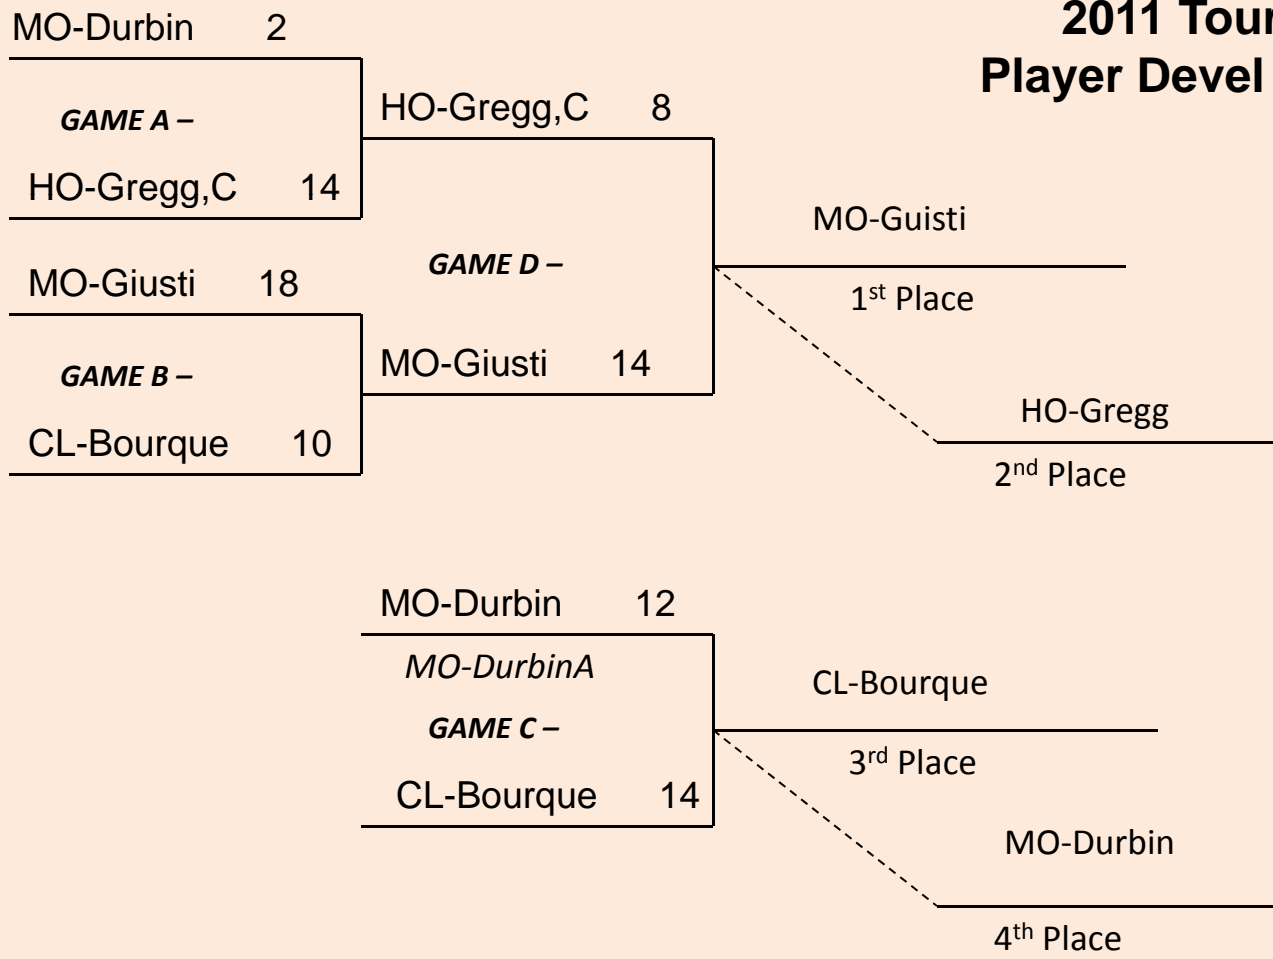 2011 Tour
Player Devel
MO-Durbin 2
GAME A –
HO-Gregg,C 14
MO-Giusti 18
GAME B –
CL-Bourque 10
HO-Gregg,C 8
GAME D –
MO-Giusti 14
MO-Guisti
1st Place
HO-Gregg
2nd Place
MO-Durbin 12
MO-DurbinA
GAME C –
CL-Bourque 14
CL-Bourque
3rd Place
MO-Durbin
4th Place